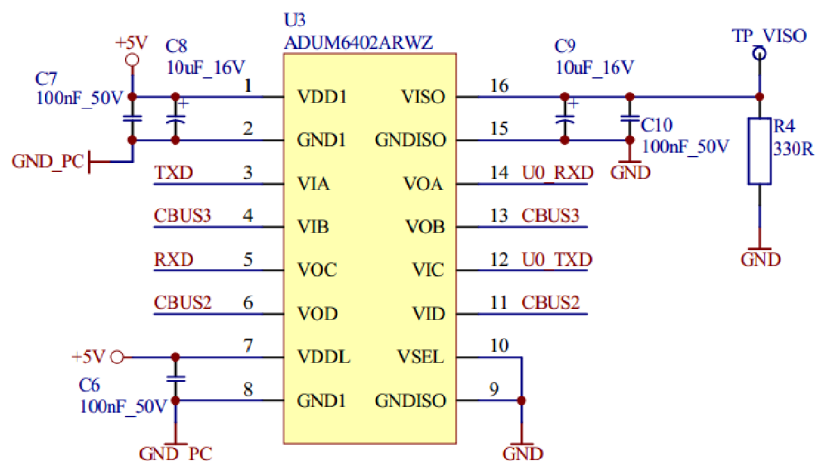 U3
ADUM6402ARWZ
+5V
C8
10uF_16V
C7
100nF_50V
+
1
VDD1
VISO
16
2
GND1
GNDISO
15
GND_PC
TXD
3
VIA
VOA
14
U0_RXD
CBUS3
4
VIB
VOB
13
CBUS3
RXD
5
VOC
VIC
12
U0_TXD
CBUS2
6
VOD
VID
11
CBUS2
+5V
7
VDDL
VSEL
10
C6
100nF_50V
8
GND1
GNDISO
9
GND_PC
GND
C9
10uF_16V
+
C10
100nF_50V
GND
TP_VISO
R4
330R
GND